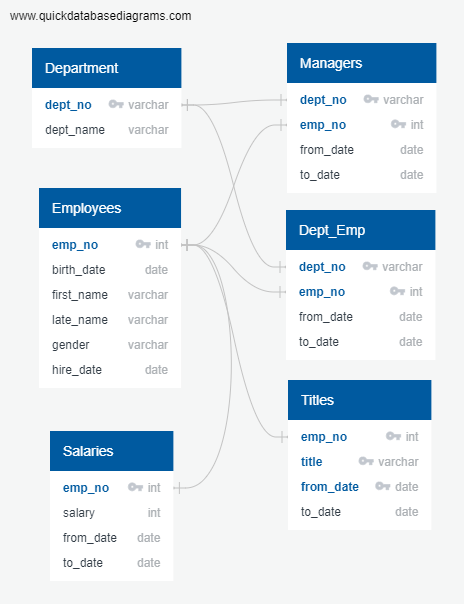 www.quickdatabasediagrams.com
Department
dept_no varchar
dept_name varchar
Managers
dept_no varchar
emp_no int
from_date date
to_date date
Employees
emp_no int
birth_date date
first_name varchar
late_name varchar
gender varchar
hire_date date
Dept_Emp
dept_no varchar
emp_no int
from_date date
to_date date
Salaries
emp_no int
salary int
from_date date
to_date date
Titles
emp_no int
title varchar
from_date date
to_date date